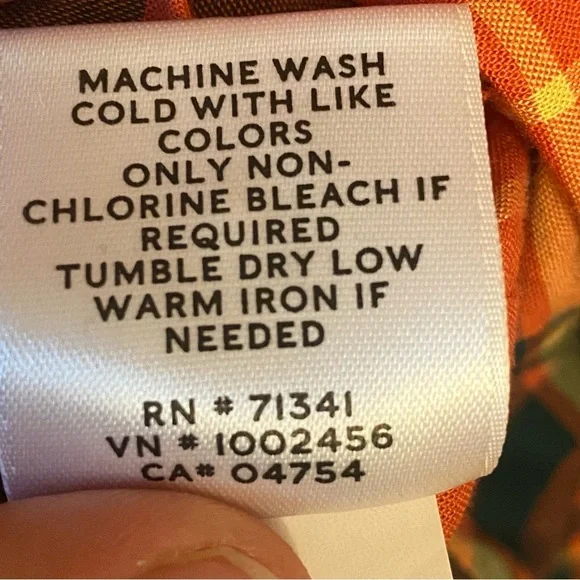 MACHINE WASH
COLD WITH LIKE
COLORS
ONLY NON-
CHLORINE BLEACH IF
REQUIRED
TUMBLE DRY LOW
WARM IRON IF
NEEDED
RN # 71341
VN # 1002456
CA# 04754